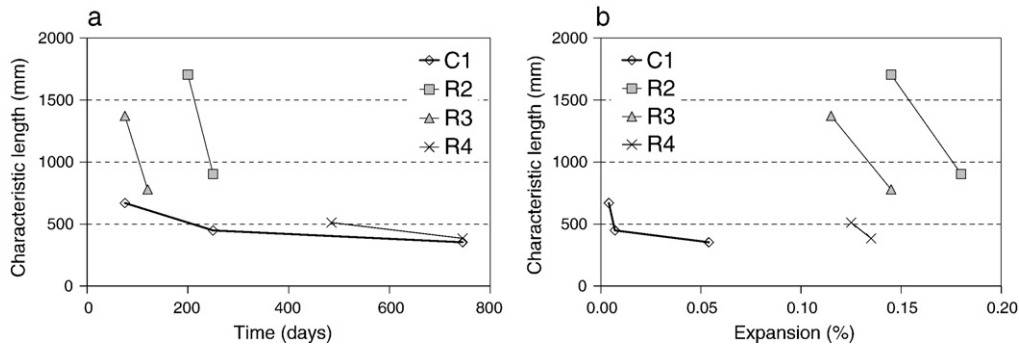 a
Characteristic length (mm)
2000
1500
1000
500
0
C1
R2
R3
R4
0 200 400 600 800
Time (days)
b
Characteristic length (mm)
2000
1500
1000
500
0
C1
R2
R3
R4
0.00 0.05 0.10 0.15 0.20
Expansion (%)